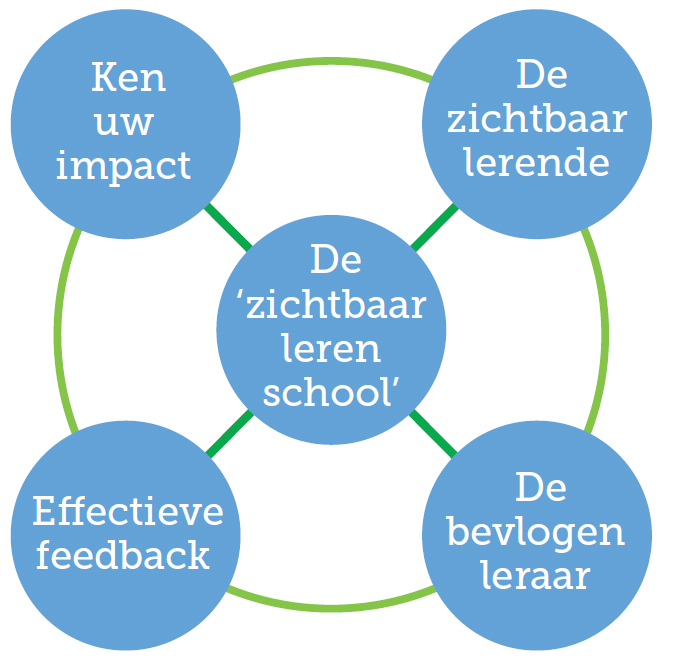 Ken
uw
impact
De
zichtbaar
lerende
De
‘zichtbaar
leren
school’
Effectieve
feedback
De
bevlogen
leraar